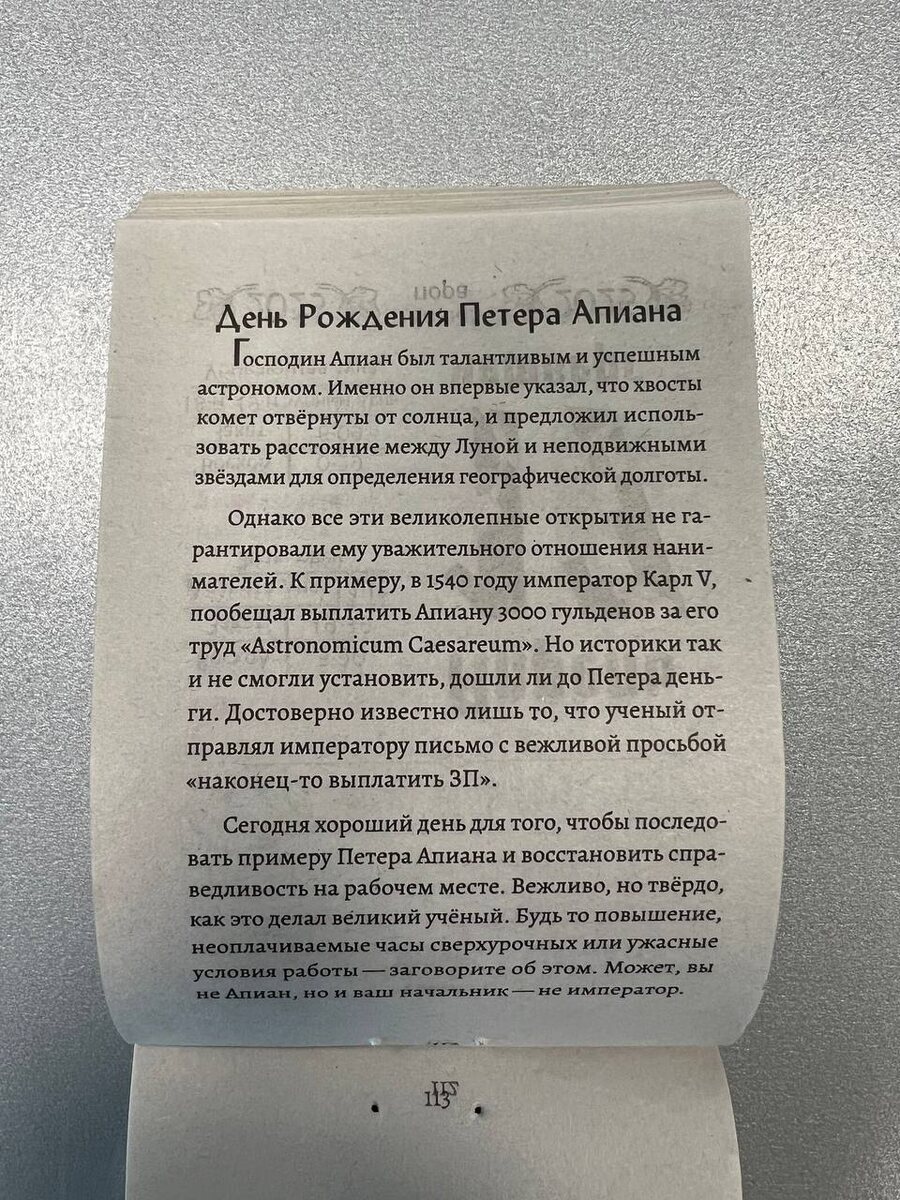 День Рождения Петера Апиана
Господин Апиан был талантливым и успешным
астрономом. Именно он впервые указал, что хвосты
комет отвёрнуты от солнца, и предложил исполь-
зовать расстояние между Луной и неподвижными
звёздами для определения географической долготы.
Однако все эти великолепные открытия не га-
рантировали ему уважительного отношения нани-
мателей. К примеру, в 1540 году император Карл V,
пообещал выплатить Апиану 3000 гульденов за его
труд «Astronomicum Caesareum». Но историки так
и не смогли установить, дошли ли до Петера день-
ги. Достоверно известно лишь то, что ученый от-
правлял императору письмо с вежливой просьбой
«наконец-то выплатить ЗП».
Сегодня хороший день для того, чтобы последо-
вать примеру Петера Апиана и восстановить спра-
ведливость на рабочем месте. Вежливо, но твёрдо,
как это делал великий учёный. Будь то повышение,
неоплачиваемые часы сверхурочных или ужасные
условия работы — заговорите об этом. Может, вы
не Апиан, но и ваш начальник — не император.
113